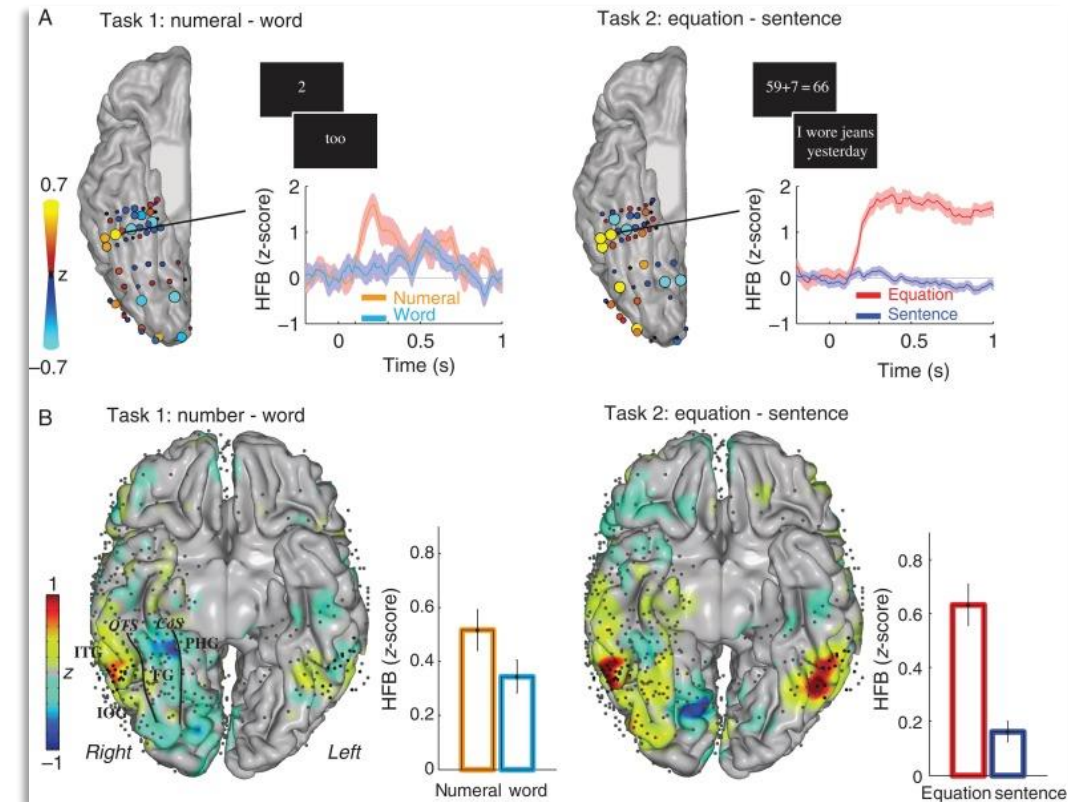 A
Task 1: numeral - word
Task 2: equation - sentence
2
too
59+7=66
I wore jeans
yesterday
0.7
z
−0.7
HFB (z-score)
2
1
0
−1
Numeral
Word
0
1
Time (s)
HFB (z-score)
2
1
0
−1
Equation
Sentence
0
1
Time (s)
B
Task 1: number - word
Task 2: equation - sentence
1
z
−1
OTS
CoS
ITG
PHG
FG
IOG
Right
Left
HFB (z-score)
0.8
0.6
0.4
0.2
0
Numeral word
HFB (z-score)
0.8
0.6
0.4
0.2
0
Equation sentence